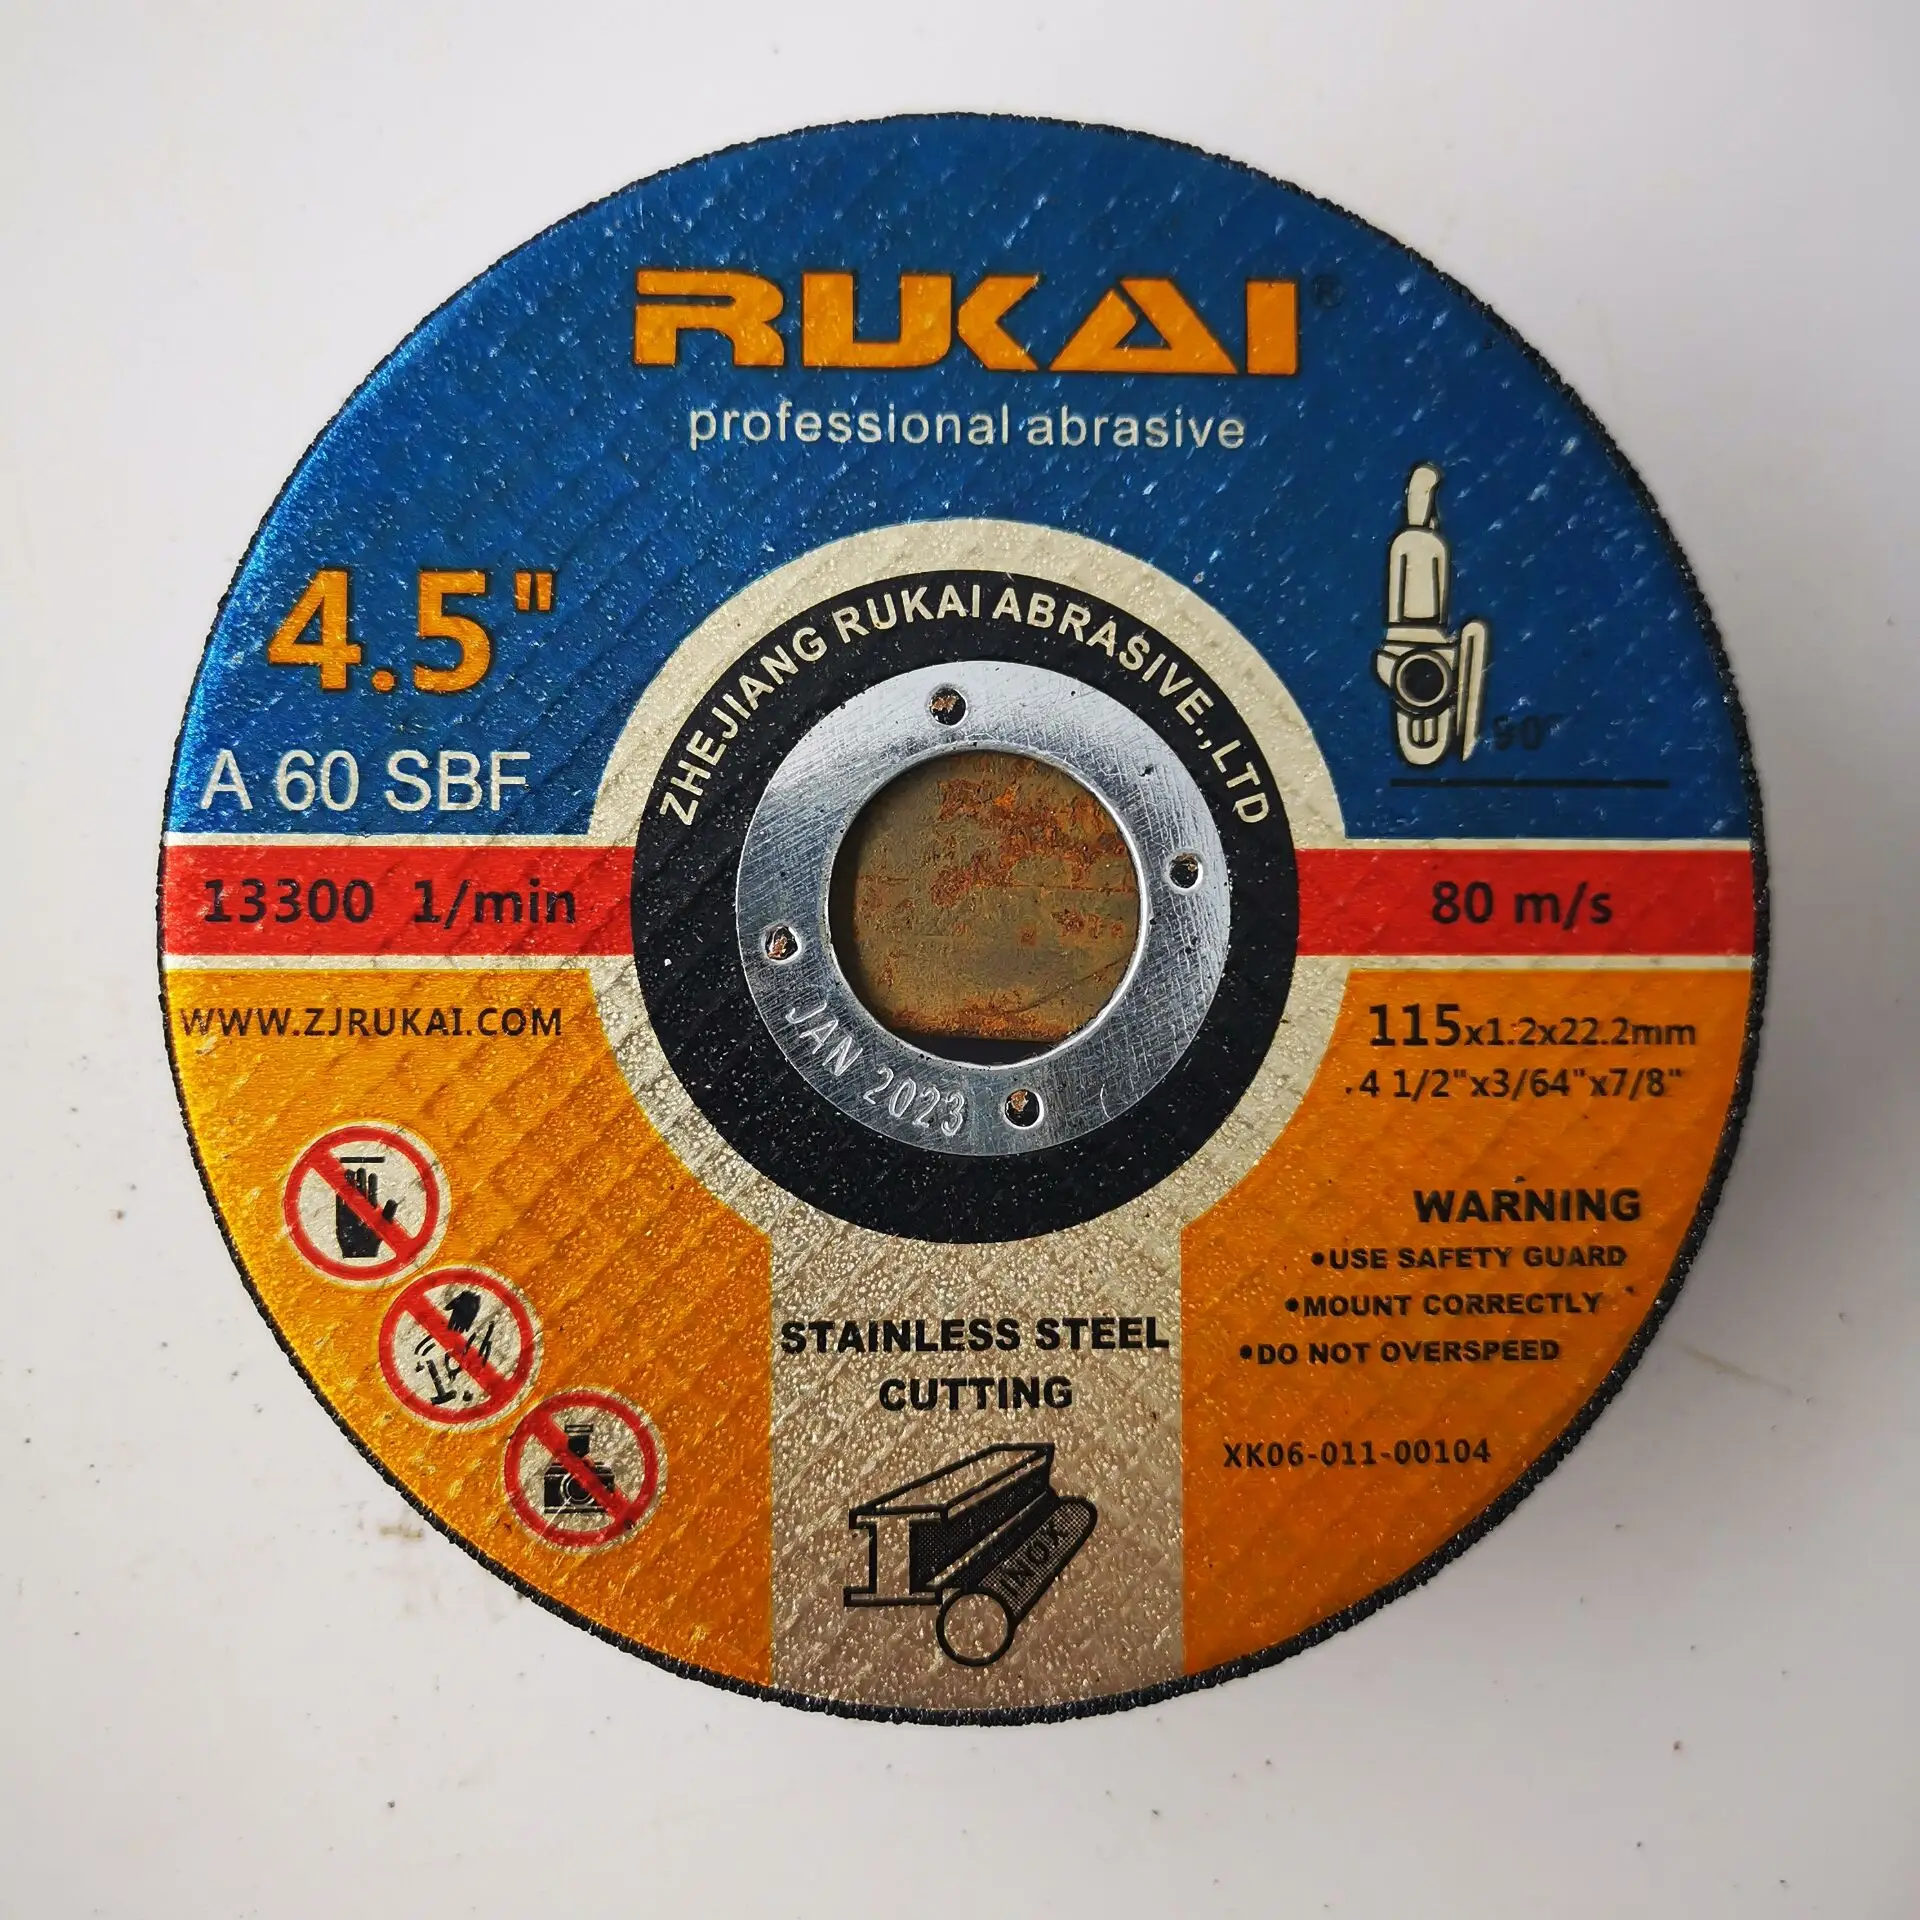 RUKAI®
professional abrasive
4.5"
A 60 SBF
90°
ZHEJIANG RUKAI ABRASIVE.,LTD
13300 1/min
80 m/s
JAN 2023
WWW.ZJRUKAI.COM
115x1.2x22.2mm
4 1/2"x3/64"x7/8"
WARNING
•USE SAFETY GUARD
•MOUNT CORRECTLY
•DO NOT OVERSPEED
XK06-011-00104
STAINLESS STEEL
CUTTING
INOX